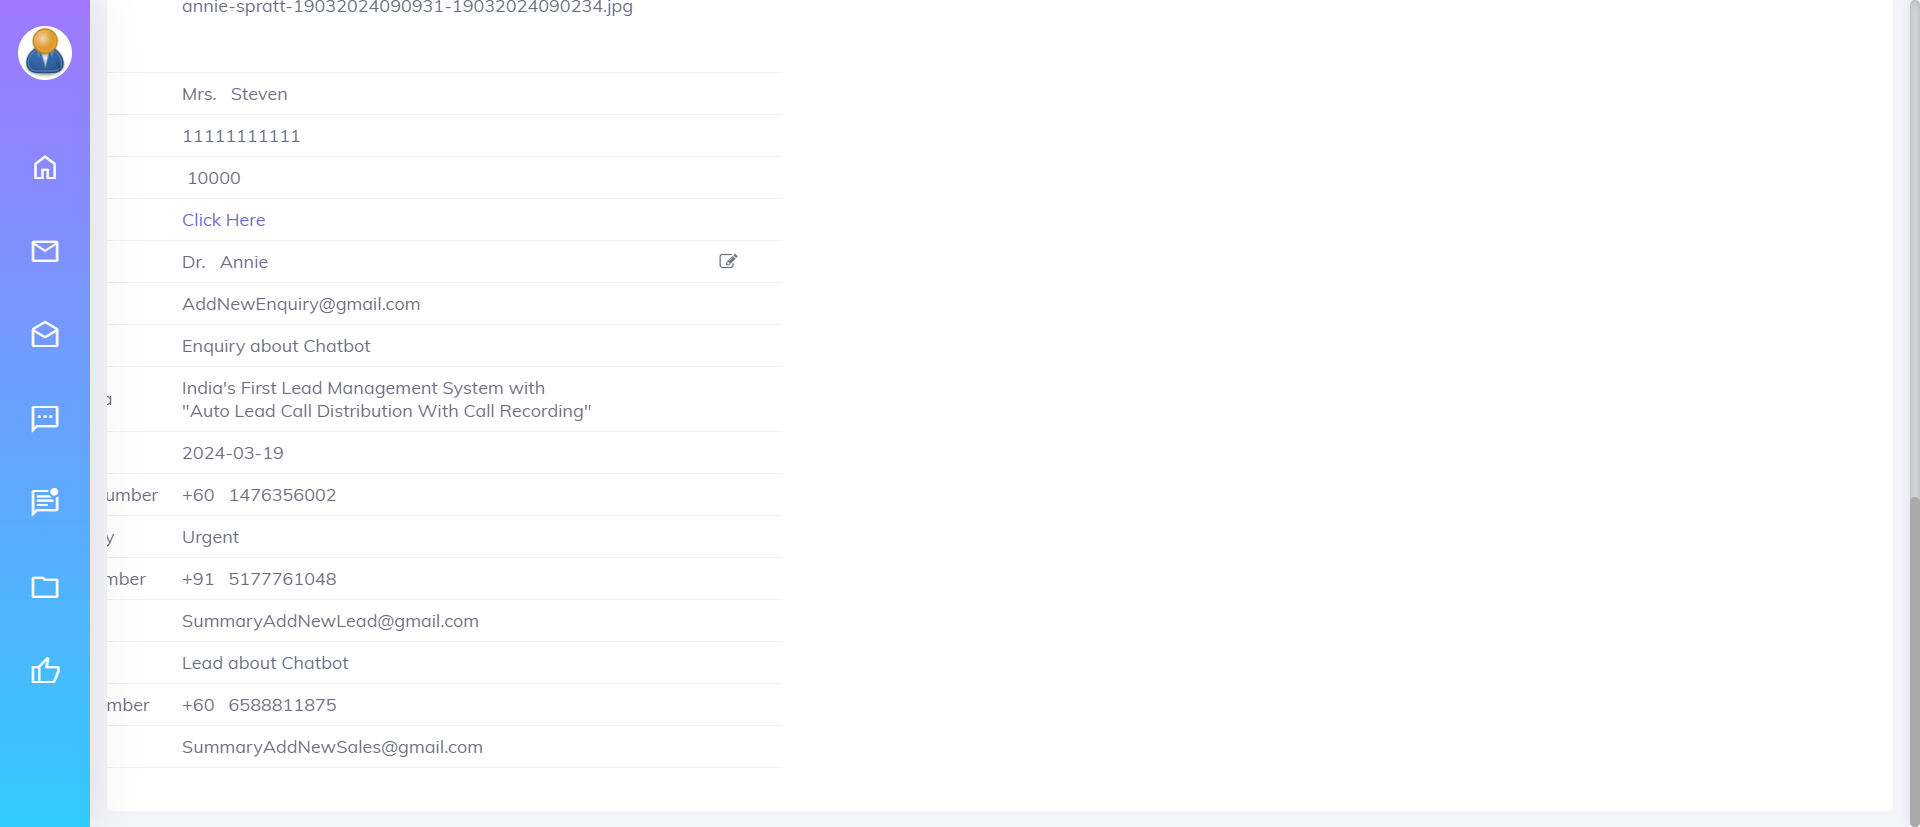 annie-spratt-19032024090931-19032024090234.jpg
Mrs. Steven
11111111111
10000
Click Here
Dr. Annie
AddNewEnquiry@gmail.com
Enquiry about Chatbot
India's First Lead Management System with
"Auto Lead Call Distribution With Call Recording"
2024-03-19
umber +60 1476356002
y Urgent
mber +91 5177761048
SummaryAddNewLead@gmail.com
Lead about Chatbot
mber +60 6588811875
SummaryAddNewSales@gmail.com